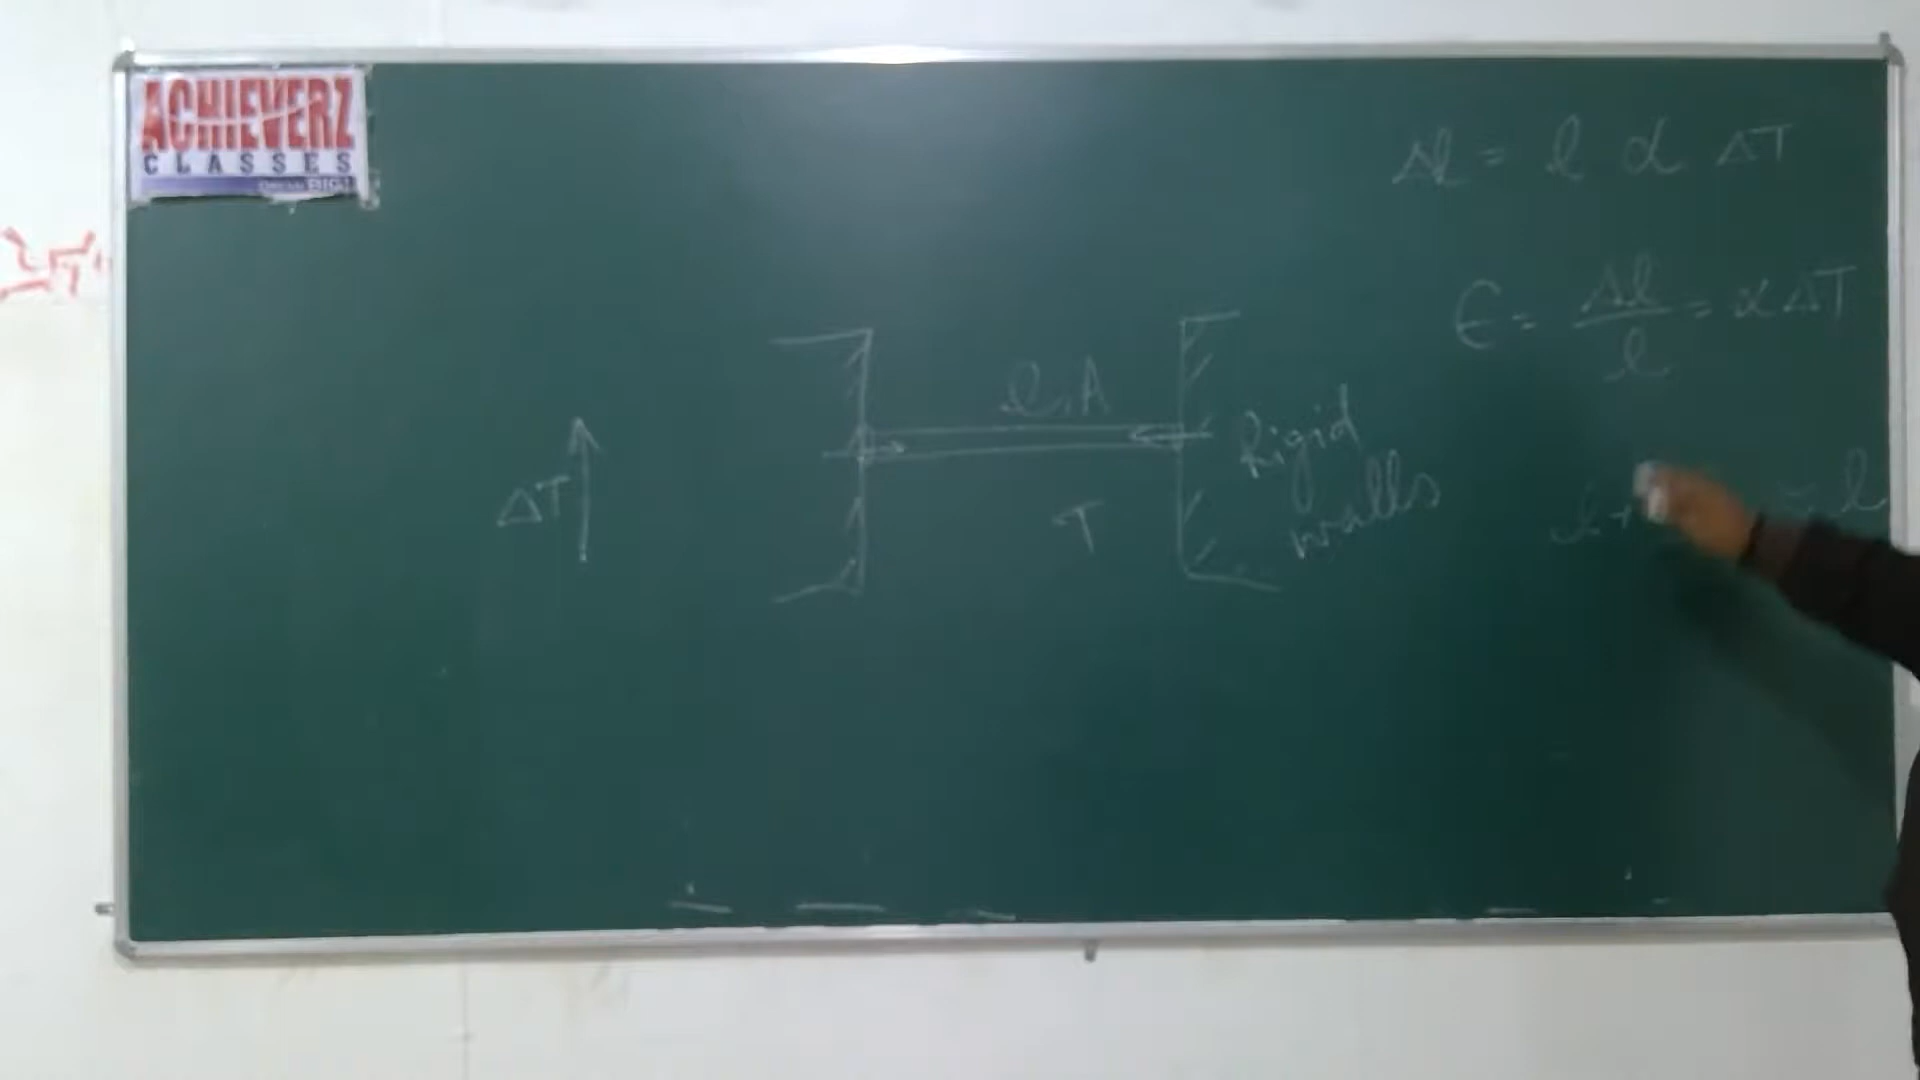 ACHIEVERZ
CLASSES
Δl = l α ΔT
ϵ = Δl/l = α ΔT
l, A
Rigid
walls
ΔT
T
l +
≈ l